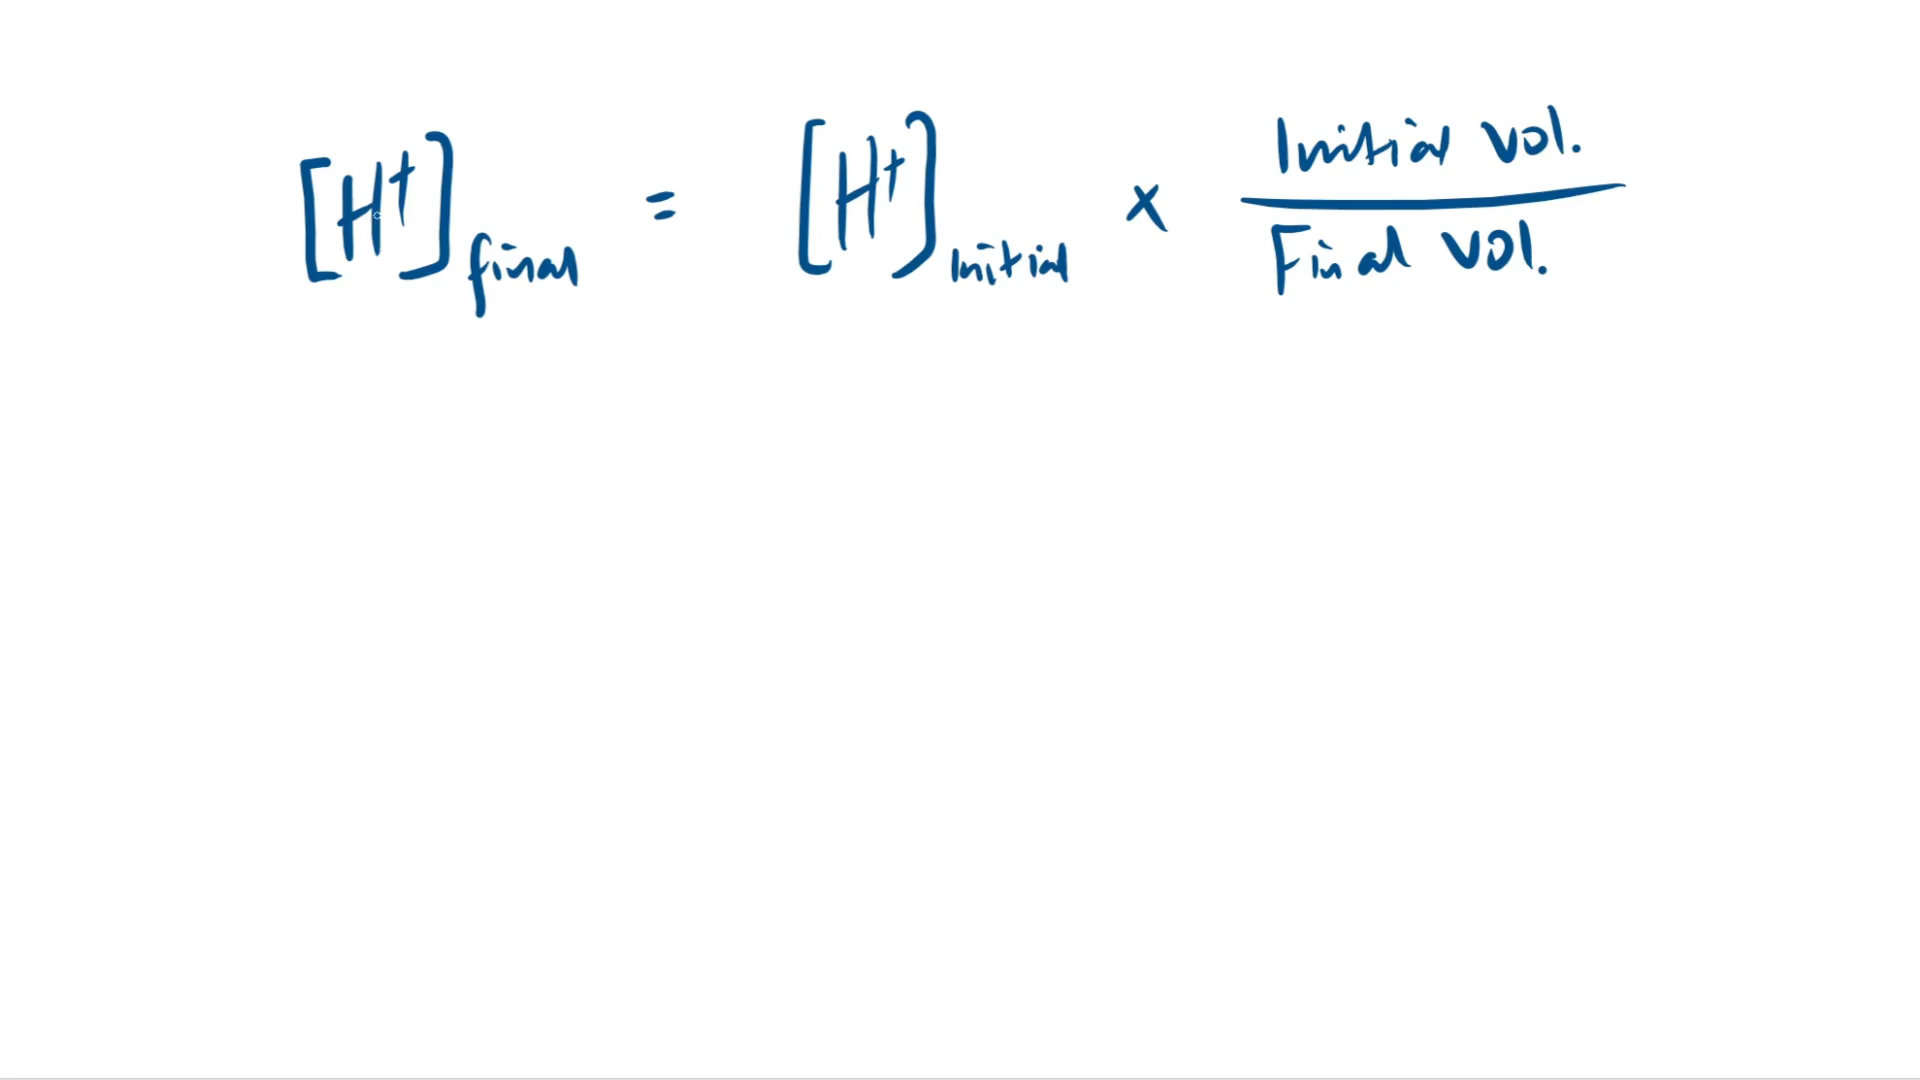 [H⁺]final = [H⁺]initial × Initial vol. / Final vol.